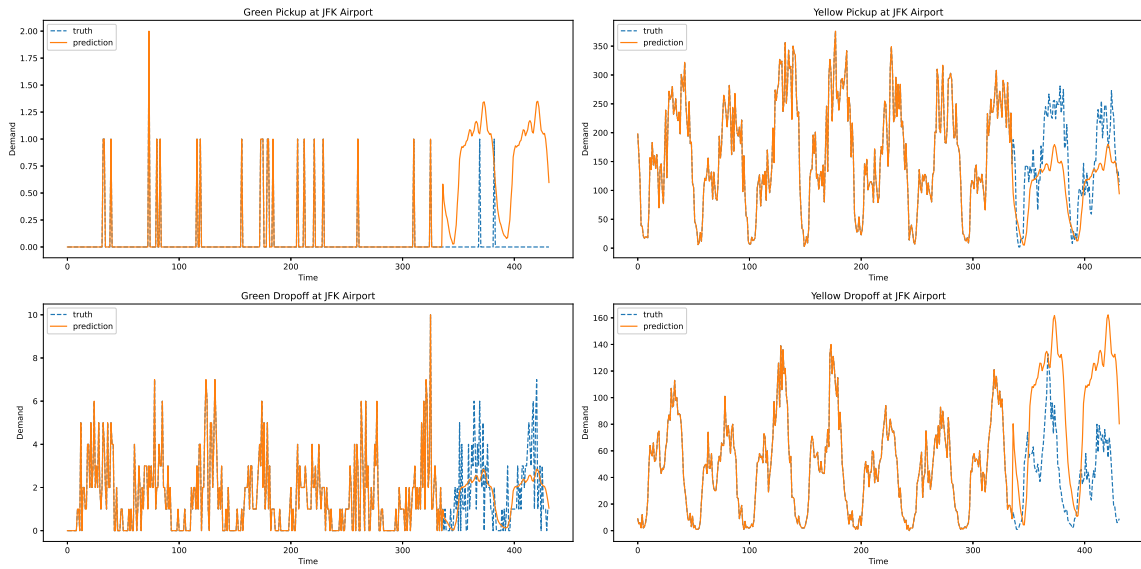 Green Pickup at JFK Airport
truth
prediction
Demand
2.00
1.75
1.50
1.25
1.00
0.75
0.50
0.25
0.00
0 100 200 300 400
Time
Yellow Pickup at JFK Airport
truth
prediction
Demand
350
300
250
200
150
100
50
0
0 100 200 300 400
Time
Green Dropoff at JFK Airport
truth
prediction
Demand
10
8
6
4
2
0
0 100 200 300 400
Time
Yellow Dropoff at JFK Airport
truth
prediction
Demand
160
140
120
100
80
60
40
20
0
0 100 200 300 400
Time